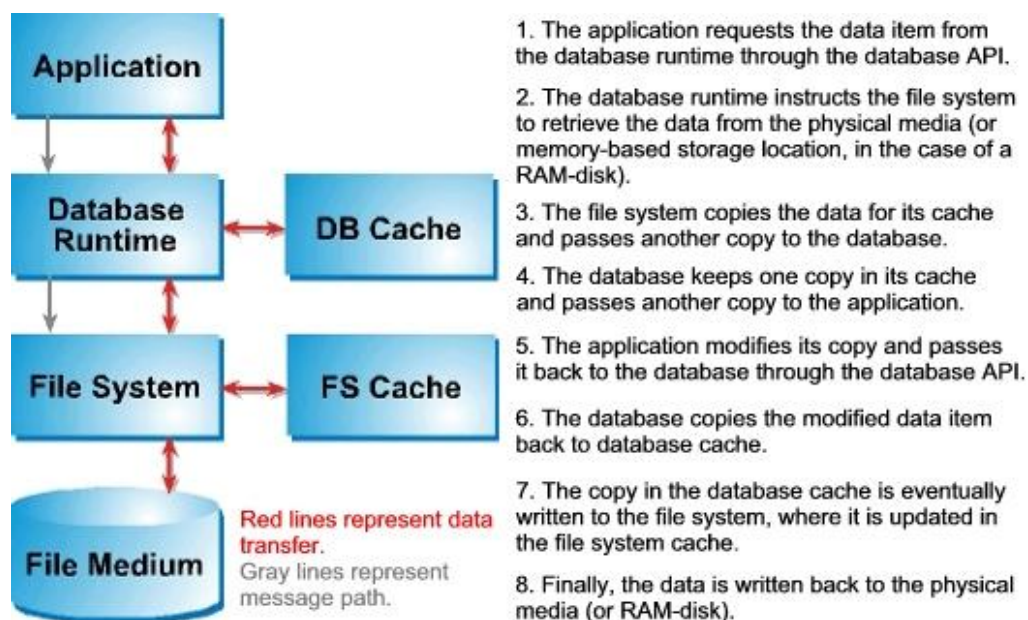 Application
Database
Runtime
DB Cache
File System
FS Cache
File Medium
Red lines represent data
transfer.
Gray lines represent
message path.
1. The application requests the data item from
the database runtime through the database API.
2. The database runtime instructs the file system
to retrieve the data from the physical media (or
memory-based storage location, in the case of a
RAM-disk).
3. The file system copies the data for its cache
and passes another copy to the database.
4. The database keeps one copy in its cache
and passes another copy to the application.
5. The application modifies its copy and passes
it back to the database through the database API.
6. The database copies the modified data item
back to database cache.
7. The copy in the database cache is eventually
written to the file system, where it is updated in
the file system cache.
8. Finally, the data is written back to the physical
media (or RAM-disk).